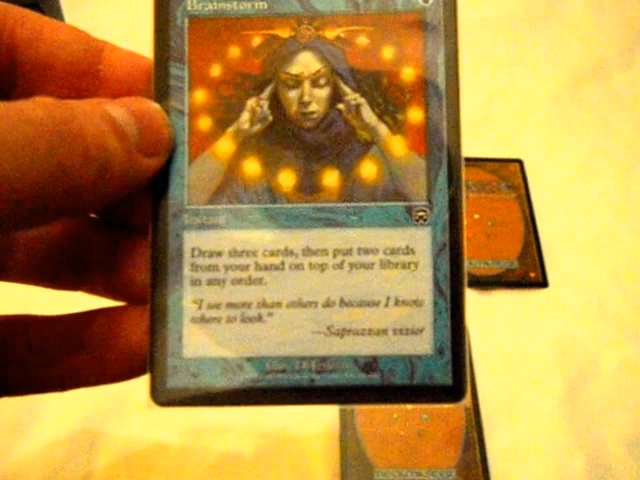 Brainstorm
Instant
Draw three cards, then put two cards
from your hand on top of your library
in any order.
"I see more than others do because I know
where to look."
—Saprazzan vizier